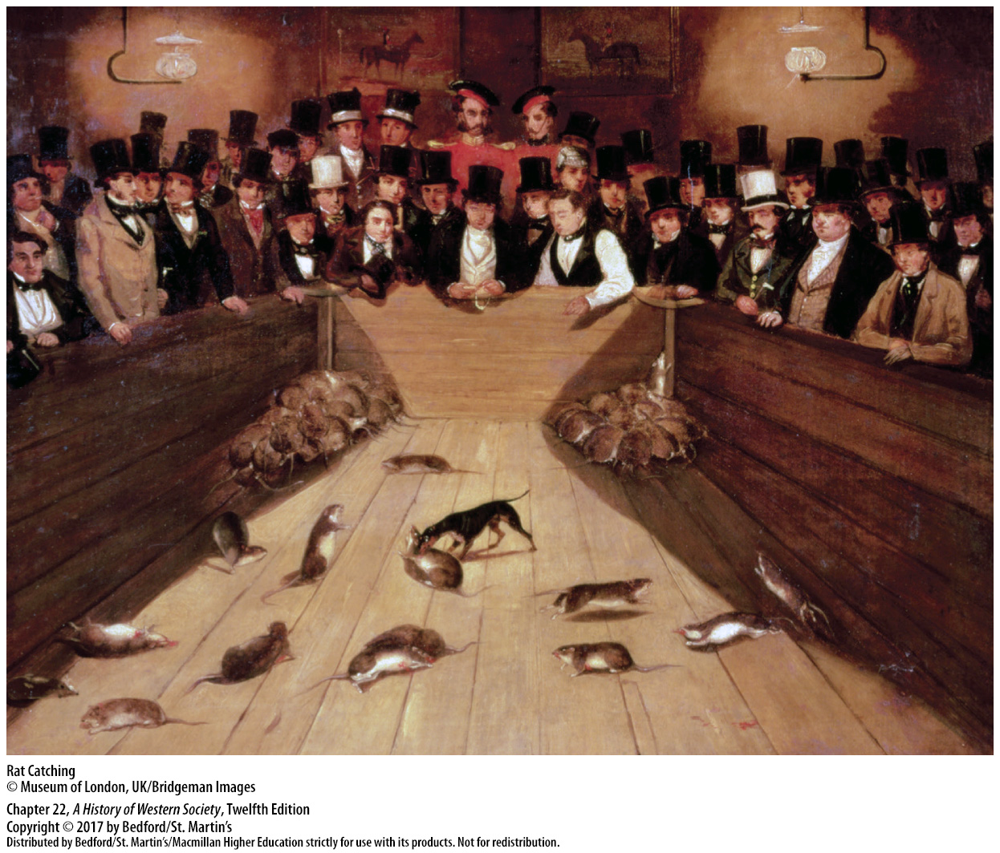 Rat Catching
© Museum of London, UK/Bridgeman Images
Chapter 22, A History of Western Society, Twelfth Edition
Copyright © 2017 by Bedford/St. Martin's
Distributed by Bedford/St. Martin's/Macmillan Higher Education strictly for use with its products. Not for redistribution.